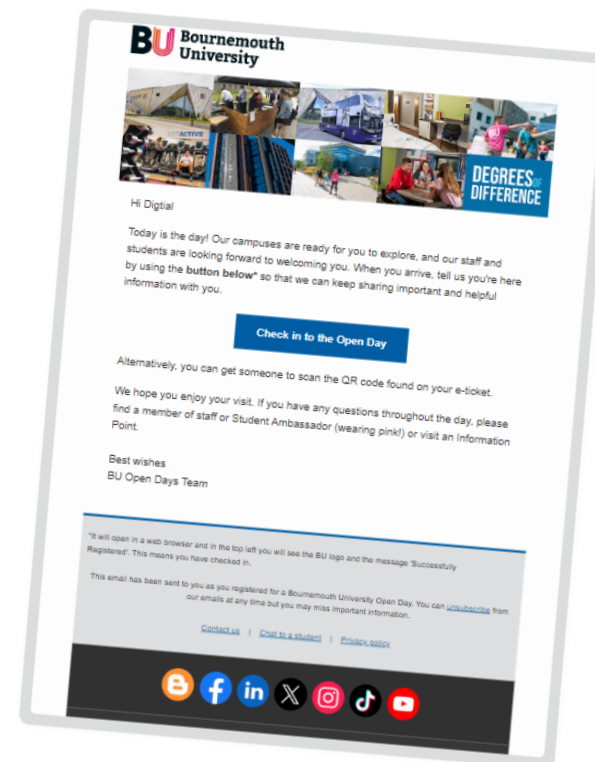 BU Bournemouth
University
BU ACTIVE
BU
DEGREES OF
DIFFERENCE
Hi Digtial
Today is the day! Our campuses are ready for you to explore, and our staff and
students are looking forward to welcoming you. When you arrive, tell us you're here
by using the button below* so that we can keep sharing important and helpful
information with you.
Check in to the Open Day
Alternatively, you can get someone to scan the QR code found on your e-ticket.
We hope you enjoy your visit. If you have any questions throughout the day, please
find a member of staff or Student Ambassador (wearing pink!) or visit an Information
Point.
Best wishes
BU Open Days Team
*It will open in a web browser and in the top left you will see the BU logo and the message 'Successfully
Registered'. This means you have checked in.
This email has been sent to you as you registered for a Bournemouth University Open Day. You can unsubscribe from
our emails at any time but you may miss important information.
Contact us | Chat to a student | Privacy policy